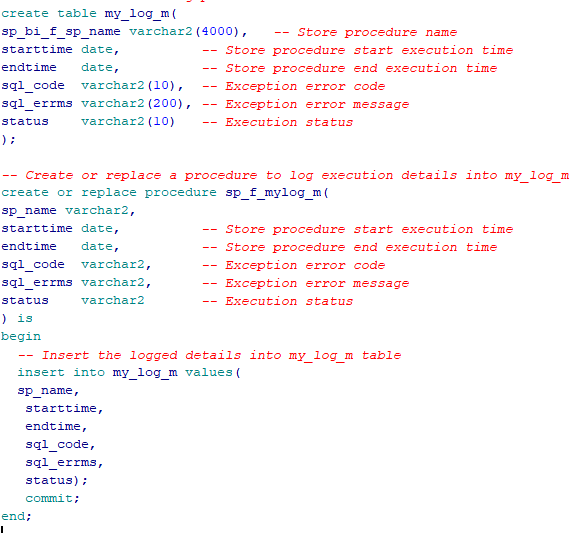 create table my_log_m(
sp_bi_f_sp_name varchar2(4000),   -- Store procedure name
starttime date,          -- Store procedure start execution time
endtime   date,          -- Store procedure end execution time
sql_code  varchar2(10),  -- Exception error code
sql_errms varchar2(200), -- Exception error message
status    varchar2(10)   -- Execution status
);

-- Create or replace a procedure to log execution details into my_log_m
create or replace procedure sp_f_mylog_m(
sp_name varchar2,
starttime date,          -- Store procedure start execution time
endtime   date,          -- Store procedure end execution time
sql_code  varchar2,      -- Exception error code
sql_errms varchar2,      -- Exception error message
status    varchar2       -- Execution status
) is
begin
  -- Insert the logged details into my_log_m table
  insert into my_log_m values(
  sp_name,
   starttime,
   endtime,
   sql_code,
   sql_errms,
   status);
   commit;
end;